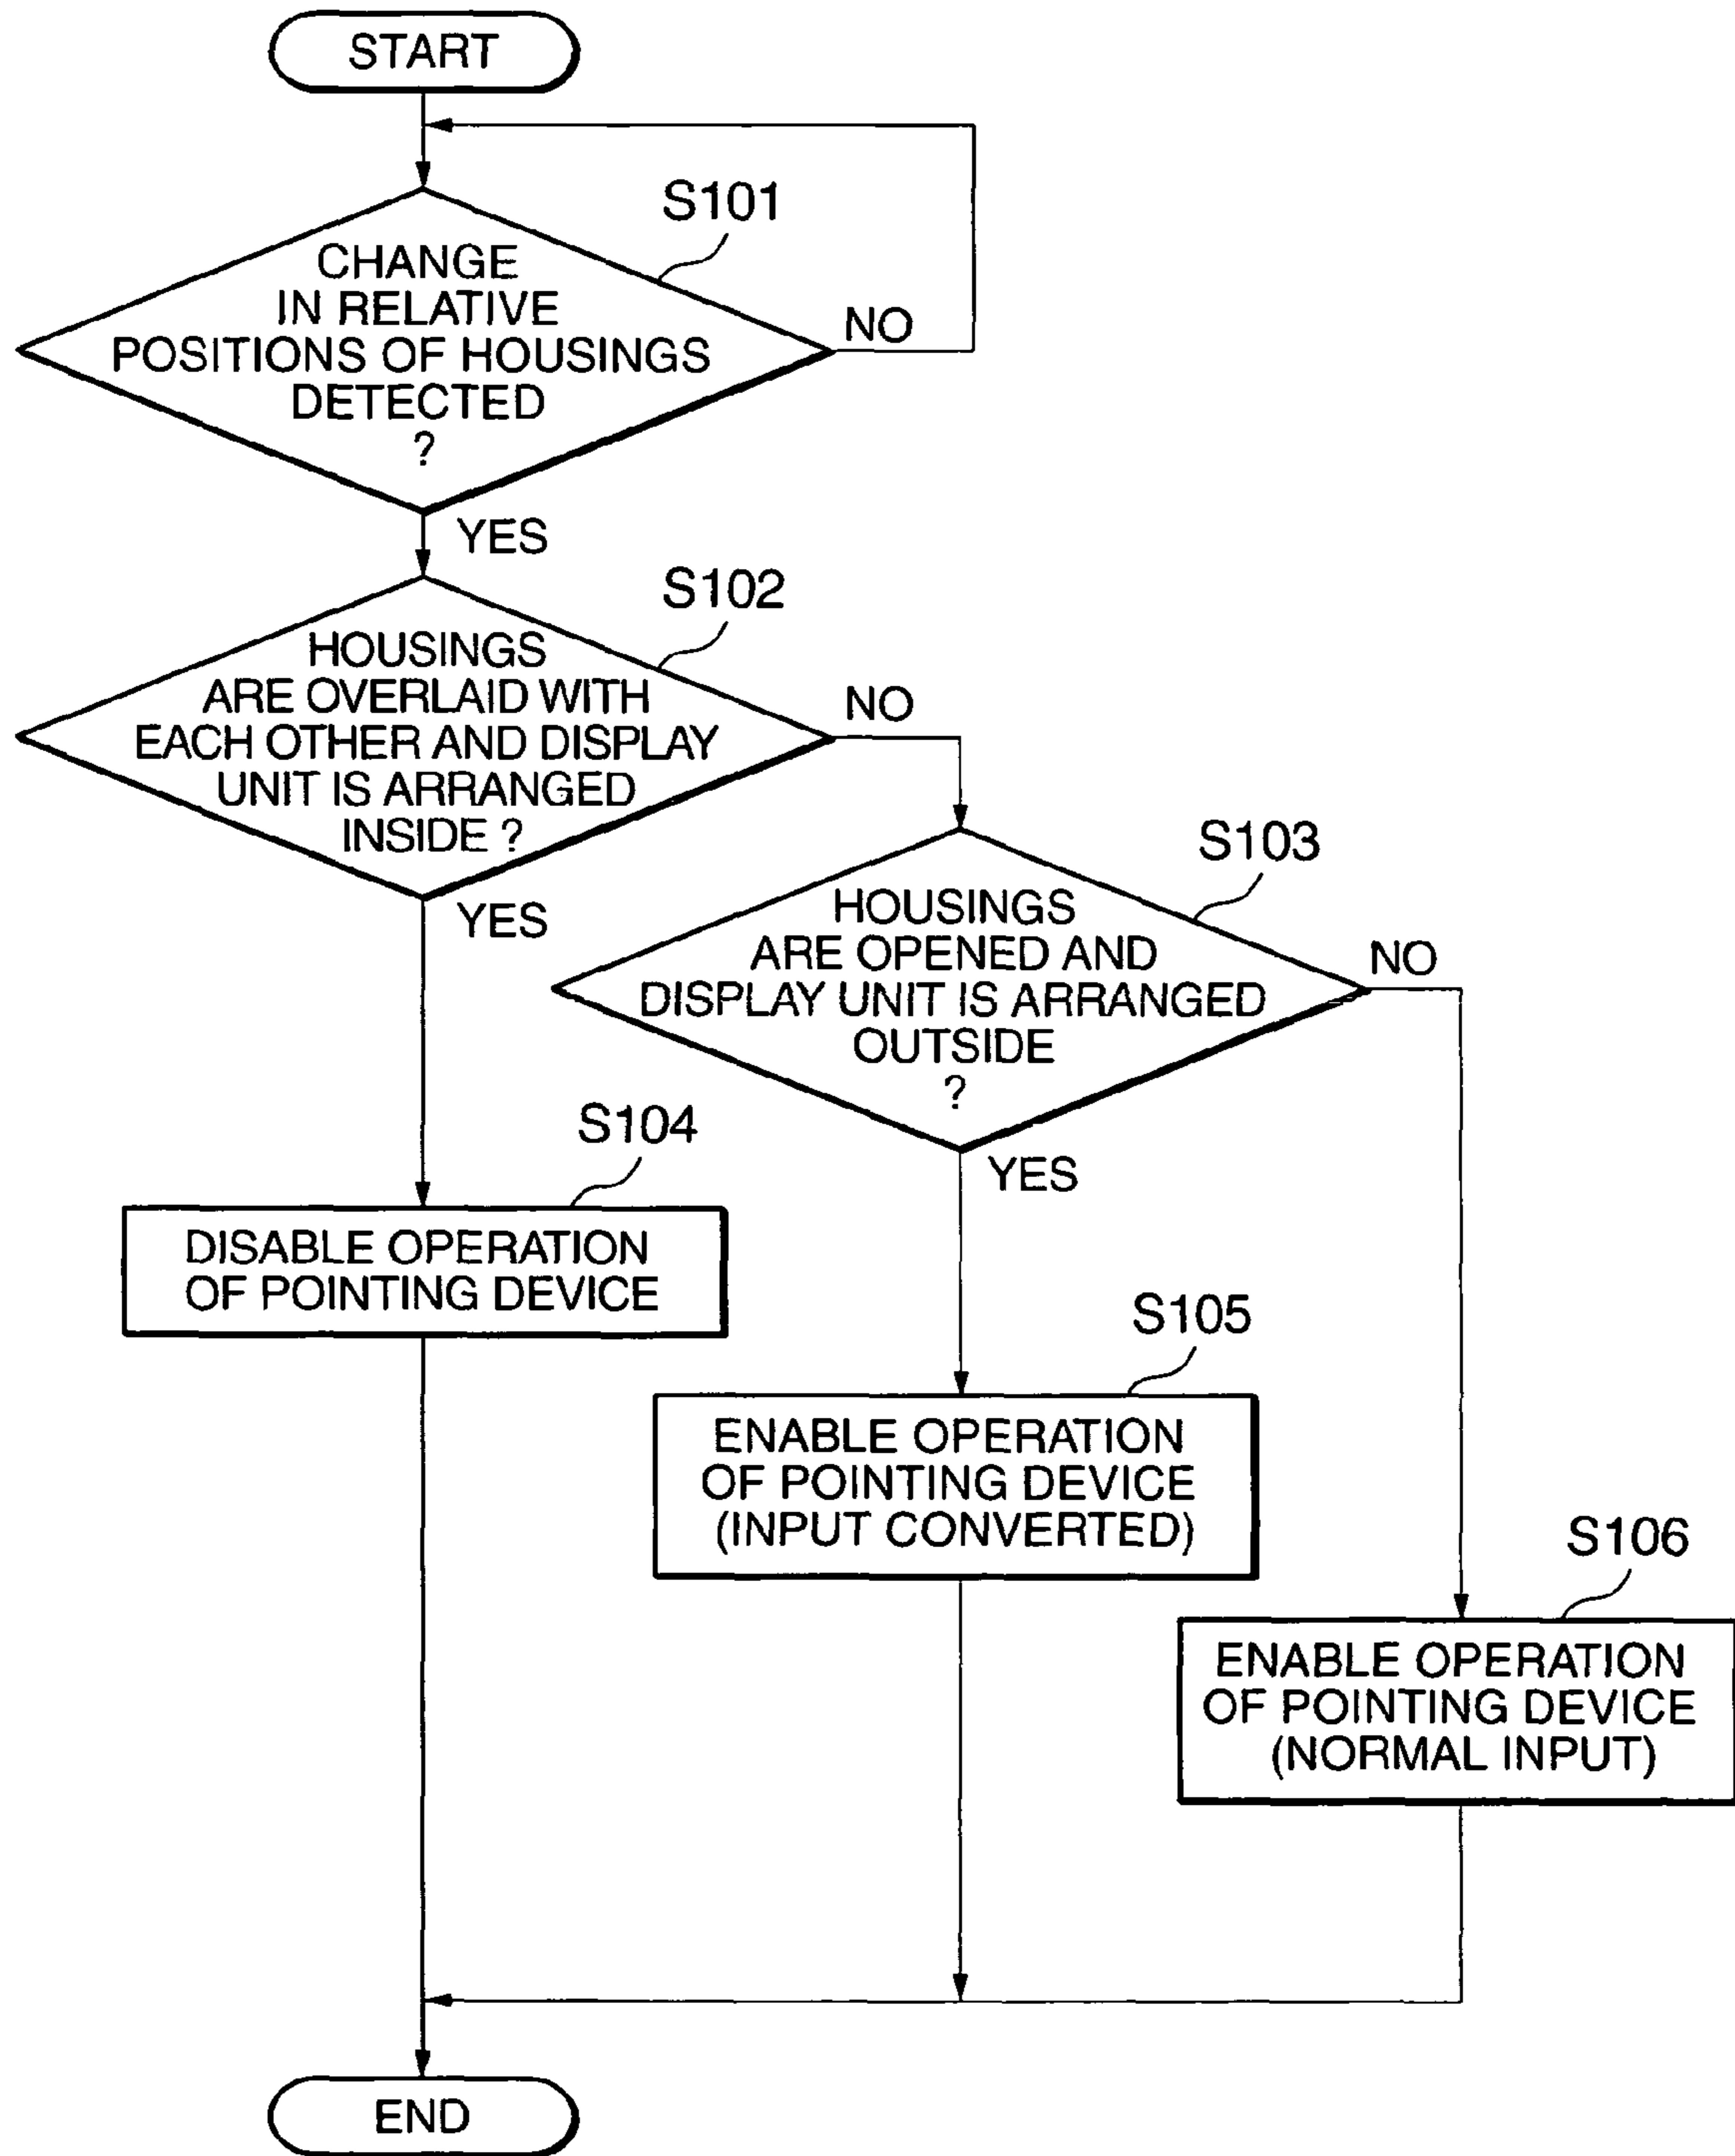 START
S101
CHANGE
IN RELATIVE
POSITIONS OF HOUSINGS
DETECTED
?
NO
YES
S102
HOUSINGS
ARE OVERLAID WITH
EACH OTHER AND DISPLAY
UNIT IS ARRANGED
INSIDE ?
NO
YES
S103
HOUSINGS
ARE OPENED AND
DISPLAY UNIT IS ARRANGED
OUTSIDE
?
NO
YES
S104
DISABLE OPERATION
OF POINTING DEVICE
S105
ENABLE OPERATION
OF POINTING DEVICE
(INPUT CONVERTED)
S106
ENABLE OPERATION
OF POINTING DEVICE
(NORMAL INPUT)
END